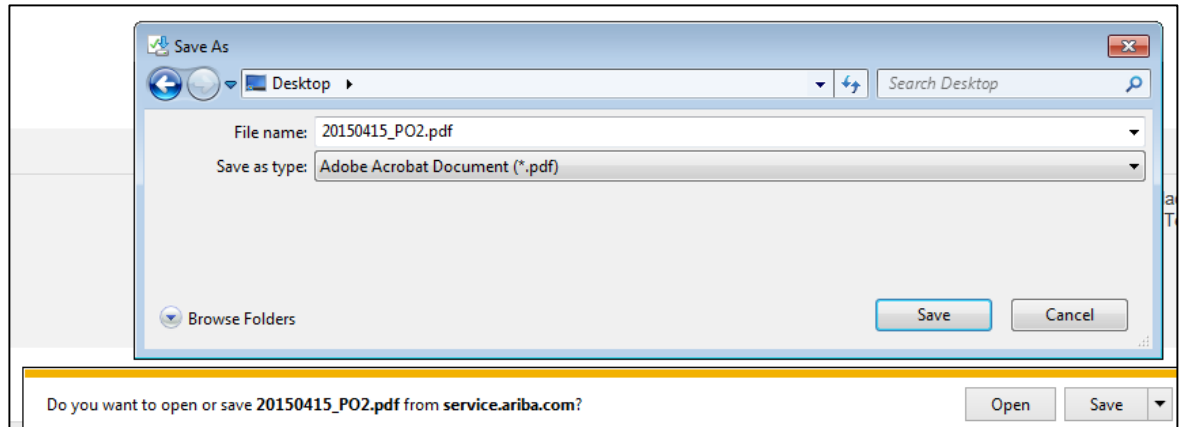 Save As
Desktop
Search Desktop
File name: 20150415_PO2.pdf
Save as type: Adobe Acrobat Document (*.pdf)
Browse Folders
Save Cancel
Do you want to open or save 20150415_PO2.pdf from service.ariba.com?
Open Save